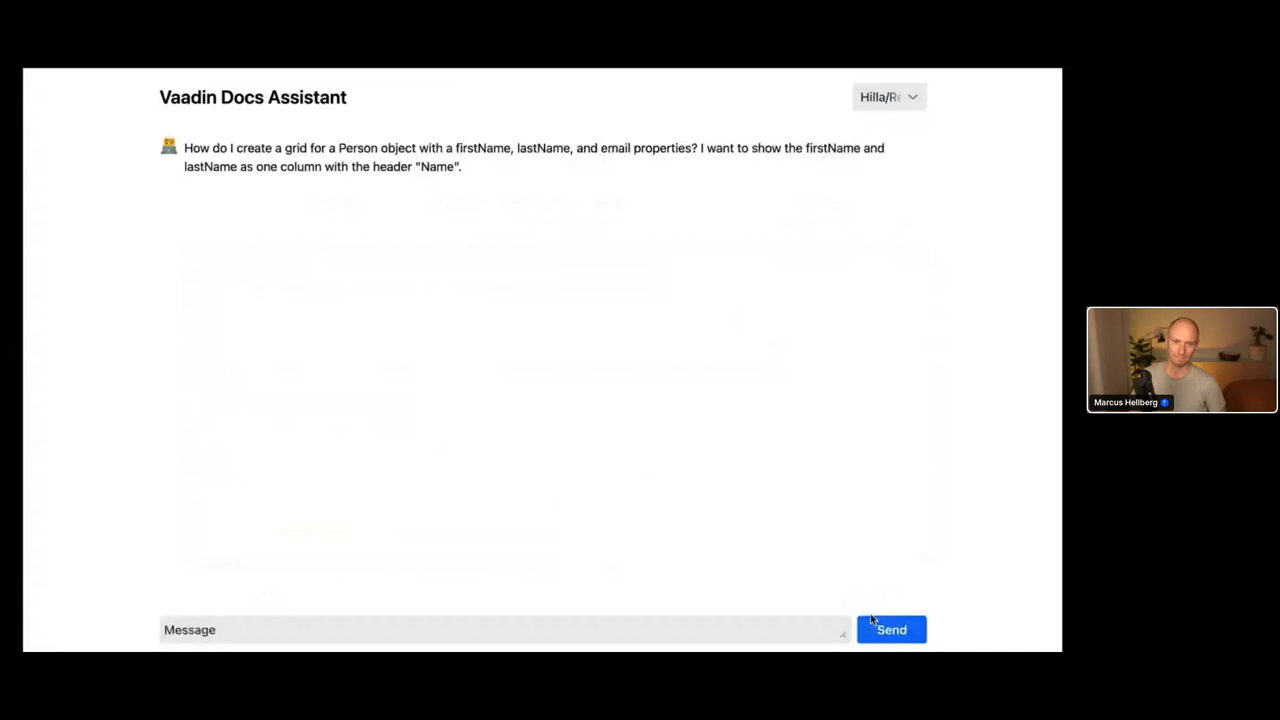 Vaadin Docs Assistant
How do I create a grid for a Person object with a firstName, lastName, and email properties? I want to show the firstName and
lastName as one column with the header "Name".
Message
Send
Marcus Hellberg